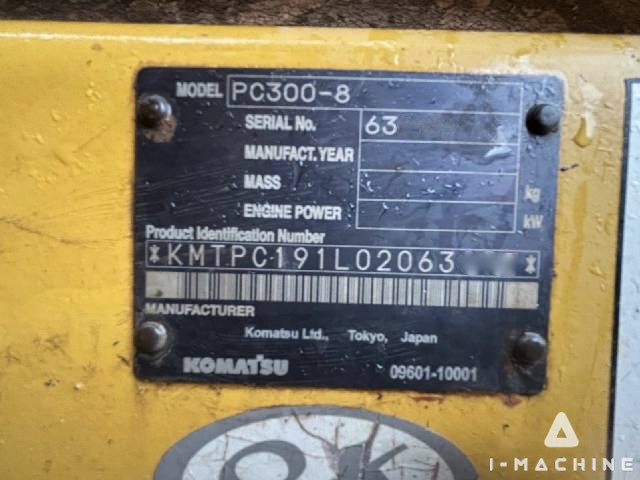 MODEL PC300-8
SERIAL No. 63
MANUFACT. YEAR
MASS kg
ENGINE POWER kW
Product Identification Number
*KMTPC191L02063 *
MANUFACTURER
Komatsu Ltd., Tokyo, Japan
KOMATSU 09601-10001
OK
I-MACHINE